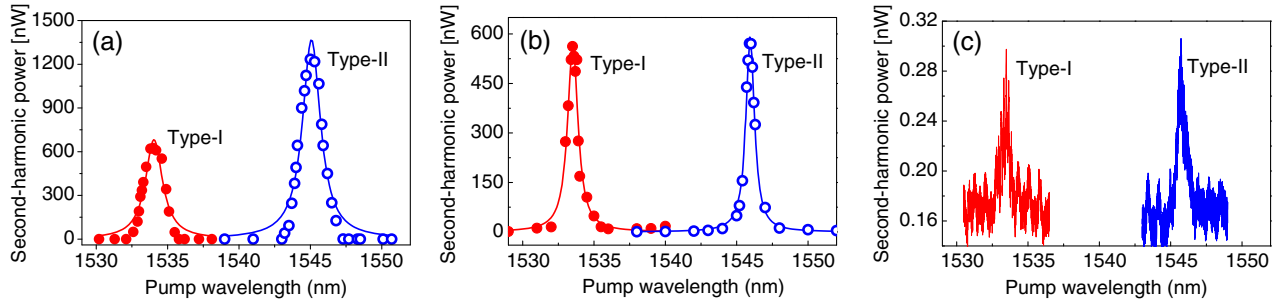 (a)
Type-I
Type-II
Second-harmonic power [nW]
1500
1200
900
600
300
0
1530 1535 1540 1545 1550
Pump wavelength (nm)
(b)
Type-I
Type-II
Second-harmonic power [nW]
600
450
300
150
0
1530 1535 1540 1545 1550
Pump wavelength (nm)
(c)
Type-I
Type-II
Second-harmonic power [nW]
0.32
0.28
0.24
0.20
0.16
1530 1535 1540 1545 1550
Pump wavelength (nm)